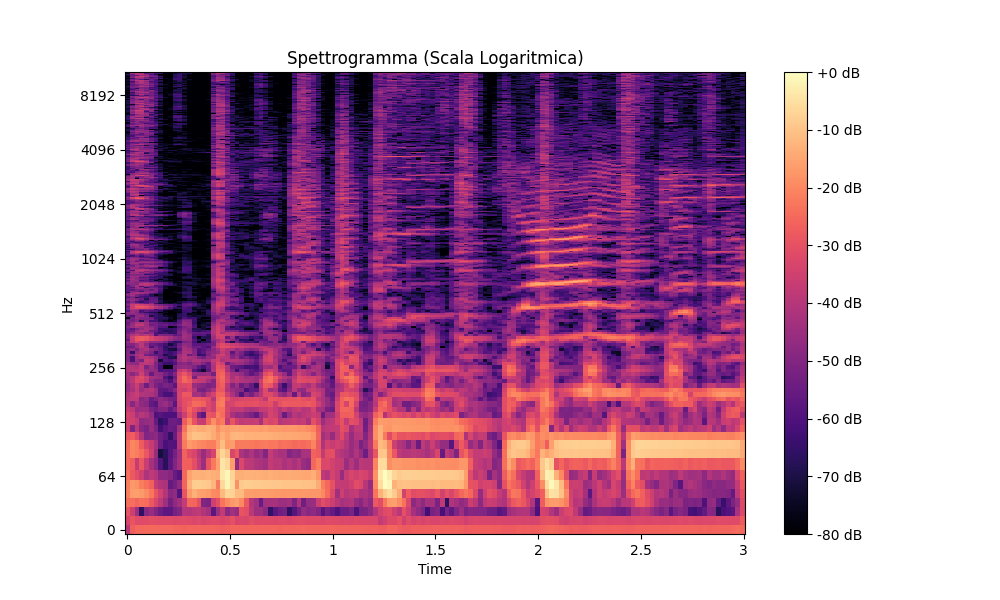 Spettrogramma (Scala Logaritmica)
8192
4096
2048
1024
512
256
128
64
0
Hz
0
0.5
1
1.5
2
2.5
3
Time
+0 dB
-10 dB
-20 dB
-30 dB
-40 dB
-50 dB
-60 dB
-70 dB
-80 dB